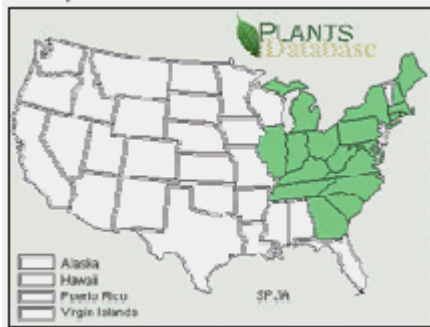 PLANTS
Database
Alaska
Hawaii
Puerto Rico
Virgin Islands
SPJA